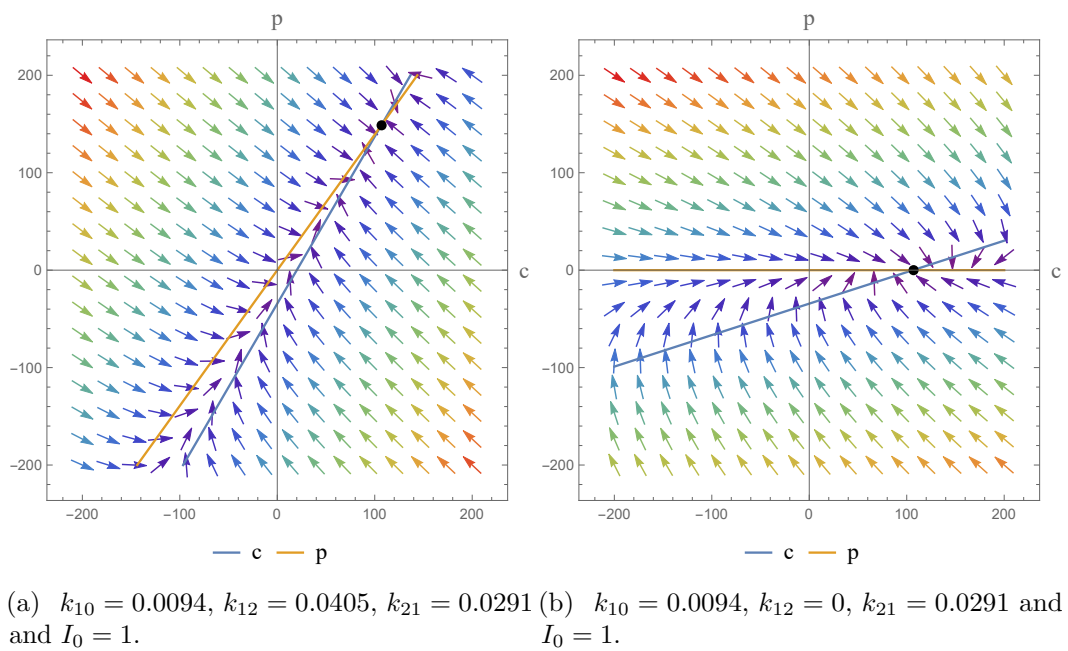 p
p
200
100
0
−100
−200
c
−200
−100
0
100
200
c p
200
100
0
−100
−200
c
−200
−100
0
100
200
c p
(a) k₁₀ = 0.0094, k₁₂ = 0.0405, k₂₁ = 0.0291
and I₀ = 1.
(b) k₁₀ = 0.0094, k₁₂ = 0, k₂₁ = 0.0291 and
I₀ = 1.